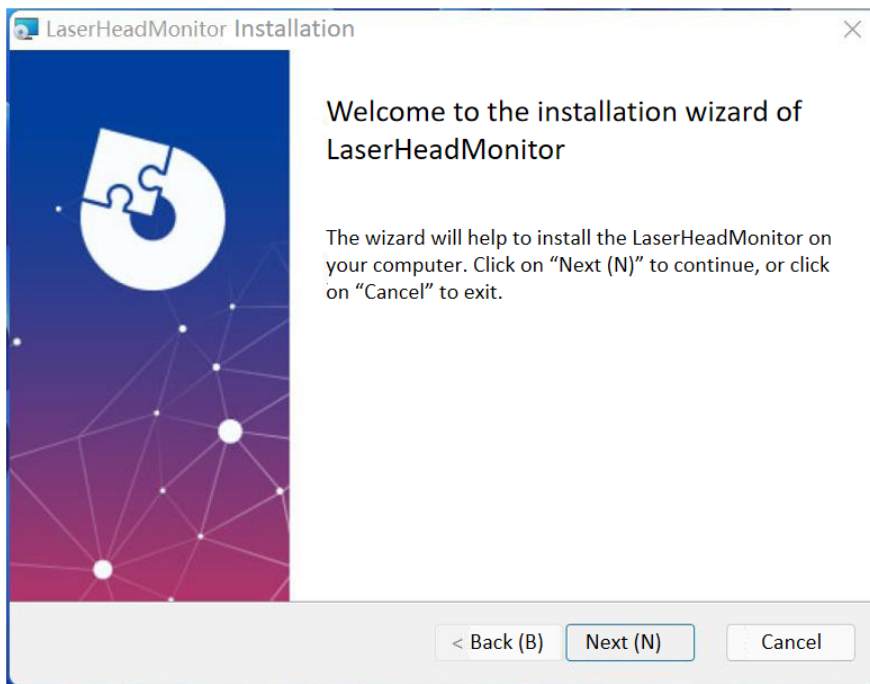 LaserHeadMonitor Installation
Welcome to the installation wizard of
LaserHeadMonitor
The wizard will help to install the LaserHeadMonitor on
your computer. Click on “Next (N)” to continue, or click
on “Cancel” to exit.
< Back (B) Next (N) Cancel